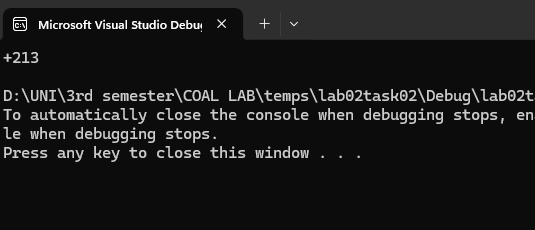 Microsoft Visual Studio Debu
+213
D:\UNI\3rd semester\COAL LAB\temps\lab02task02\Debug\lab02t
To automatically close the console when debugging stops, ena
le when debugging stops.
Press any key to close this window . . .